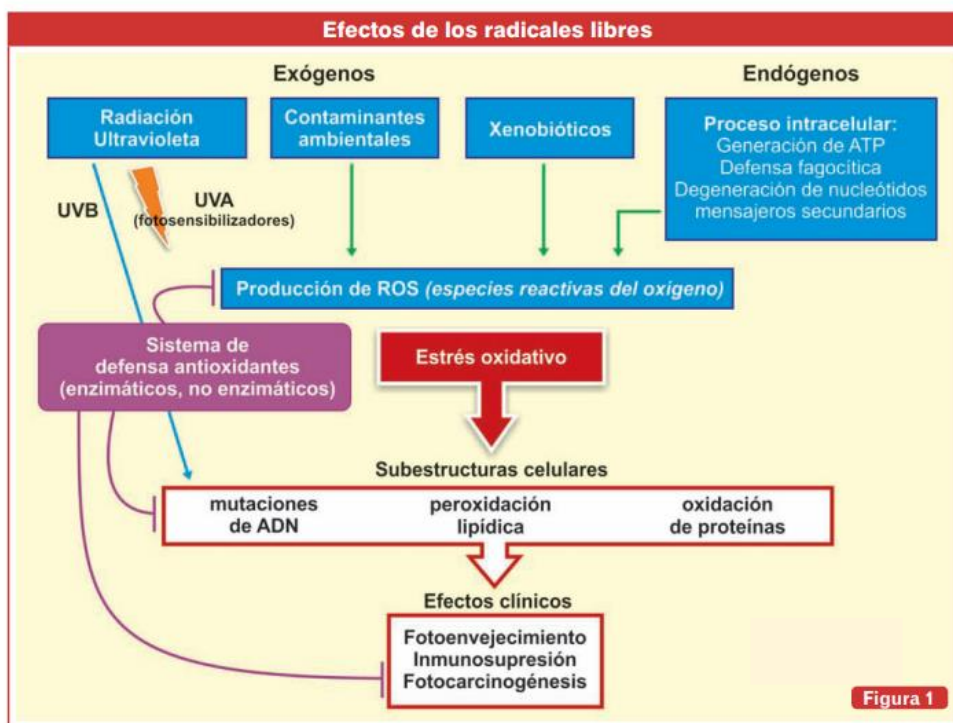 Efectos de los radicales libres
Exógenos
Endógenos
Radiación
Ultravioleta
Contaminantes
ambientales
Xenobióticos
Proceso intracelular:
Generación de ATP
Defensa fagocítica
Degeneración de nucleótidos
mensajeros secundarios
UVB
UVA
(fotosensibilizadores)
Producción de ROS (especies reactivas del oxígeno)
Sistema de
defensa antioxidantes
(enzimáticos, no enzimáticos)
Estrés oxidativo
Subestructuras celulares
mutaciones
de ADN
peroxidación
lipídica
oxidación
de proteínas
Efectos clínicos
Fotoenvejecimiento
Inmunosupresión
Fotocarcinogénesis
Figura 1